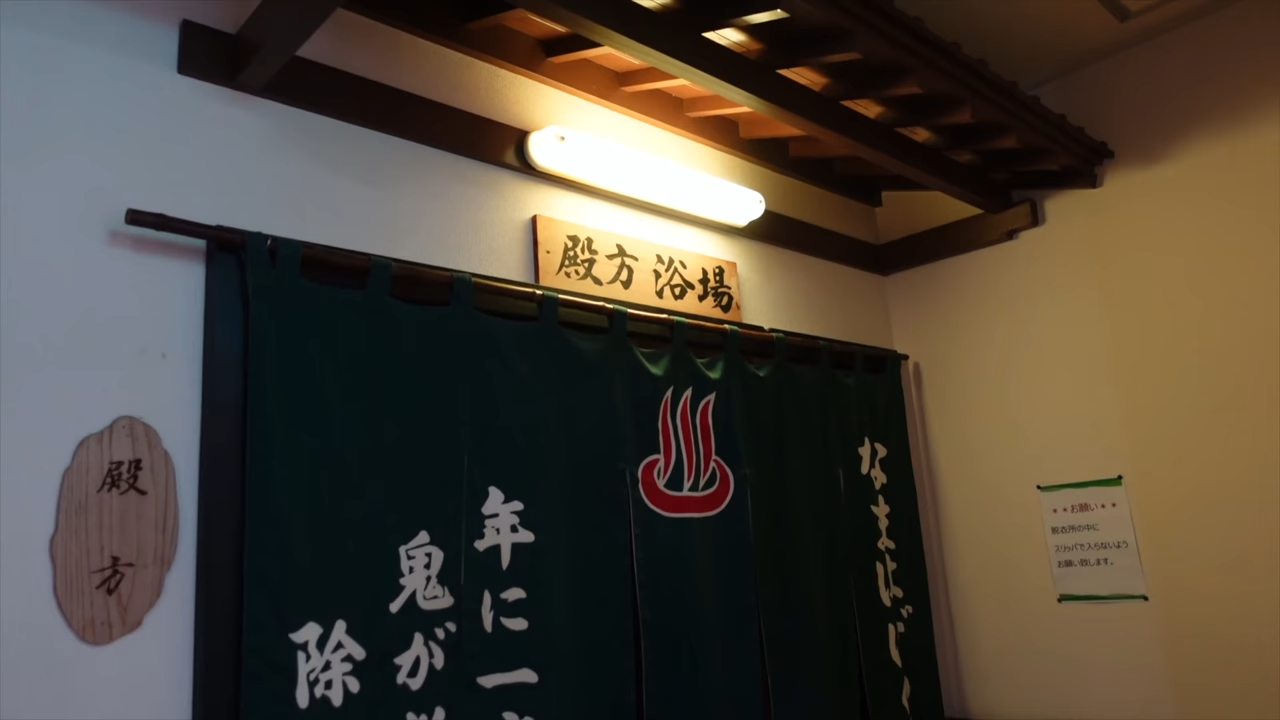 殿方 浴場
殿方
なまはげ
年に一
鬼が
除
**お願い**
脱衣所の中に
スリッパで入らないよう
お願い致します。